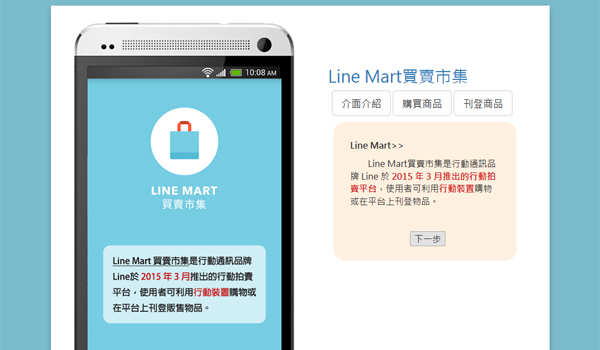 10:08 AM
LINE MART
買賣市集
Line Mart 買賣市集是行動通訊品牌
Line於 2015 年 3 月推出的行動拍賣
平台，使用者可利用行動裝置購物或
在平台上刊登販售物品。
Line Mart買賣市集
介面介紹 購買商品 刊登商品
Line Mart>>
Line Mart買賣市集是行動通訊品
牌 Line 於 2015 年 3 月推出的行動拍
賣平台，使用者可利用行動裝置購物
或在平台上刊登物品。
下一步